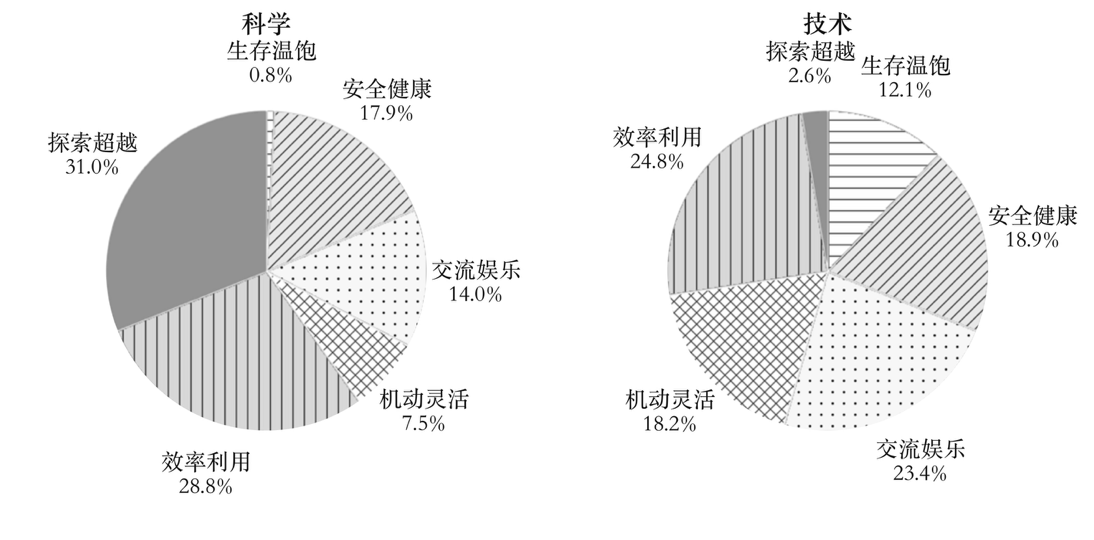 科学
生存温饱
0.8%
安全健康
17.9%
探索超越
31.0%
交流娱乐
14.0%
机动灵活
7.5%
效率利用
28.8%
技术
探索超越
2.6%
生存温饱
12.1%
效率利用
24.8%
安全健康
18.9%
机动灵活
18.2%
交流娱乐
23.4%